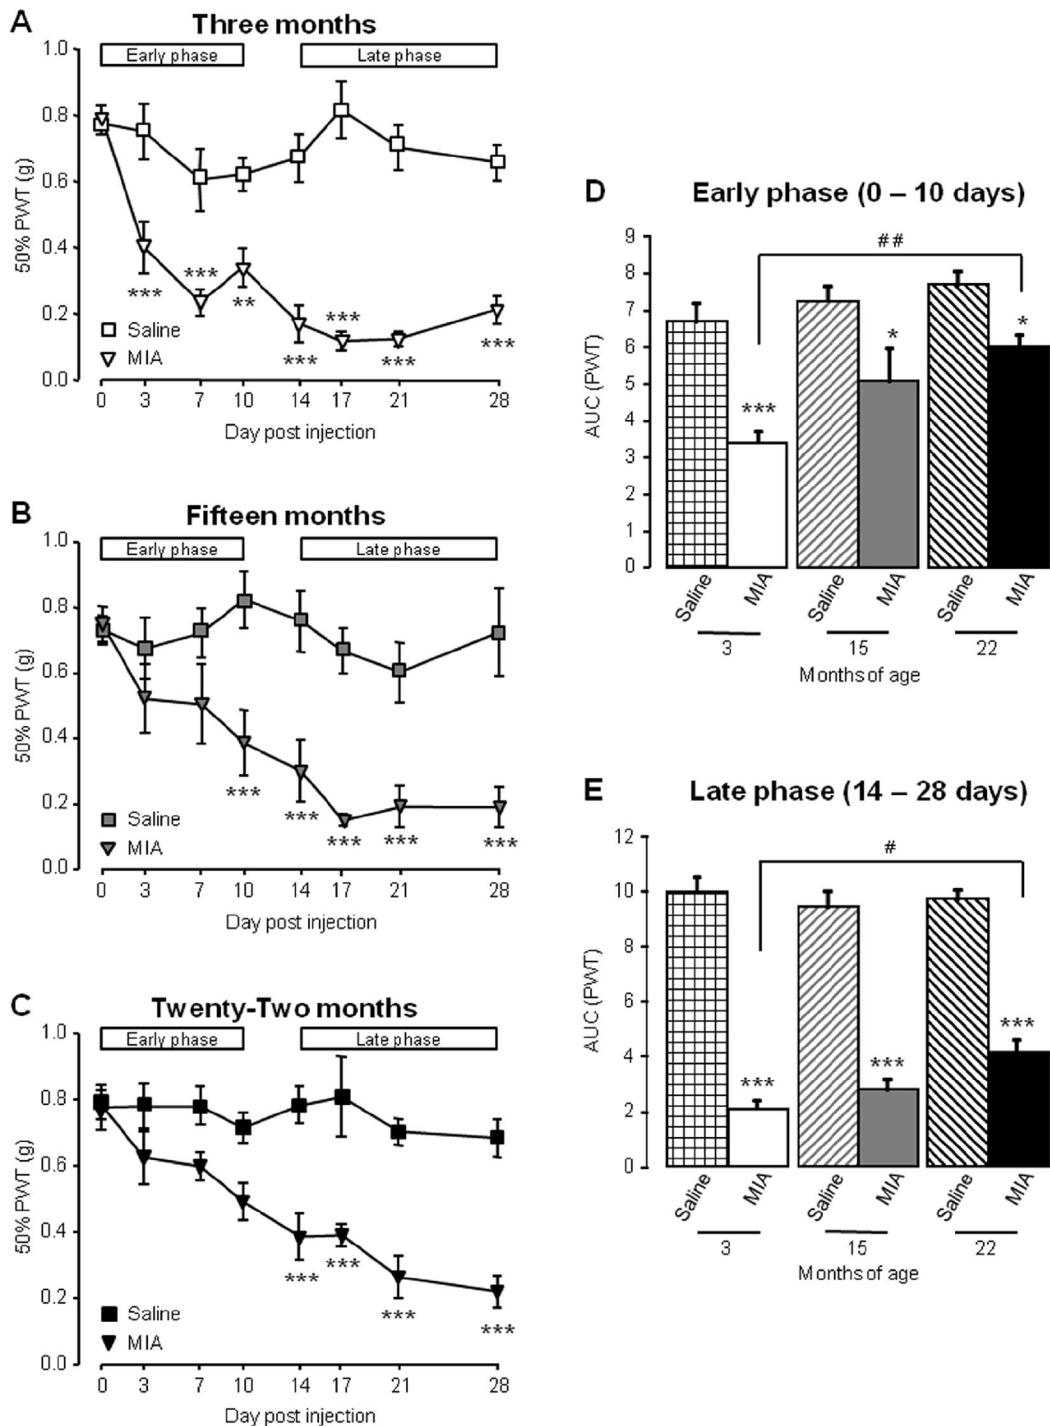 A
Three months
Early phase
Late phase
1.0
0.8
0.6
0.4
0.2
0.0
50% PWT (g)
***
***
**
***
***
***
***
Saline
MIA
0 3 7 10 14 17 21 28
Day post injection
B
Fifteen months
Early phase
Late phase
1.0
0.8
0.6
0.4
0.2
0.0
50% PWT (g)
***
***
***
***
***
Saline
MIA
0 3 7 10 14 17 21 28
Day post injection
C
Twenty-Two months
Early phase
Late phase
1.0
0.8
0.6
0.4
0.2
0.0
50% PWT (g)
***
***
***
***
Saline
MIA
0 3 7 10 14 17 21 28
Day post injection
D
Early phase (0 – 10 days)
9
8
7
6
5
4
3
2
1
0
AUC (PWT)
##
***
*
*
Saline MIA Saline MIA Saline MIA
3 15 22
Months of age
E
Late phase (14 – 28 days)
12
10
8
6
4
2
0
AUC (PWT)
#
***
***
***
Saline MIA Saline MIA Saline MIA
3 15 22
Months of age